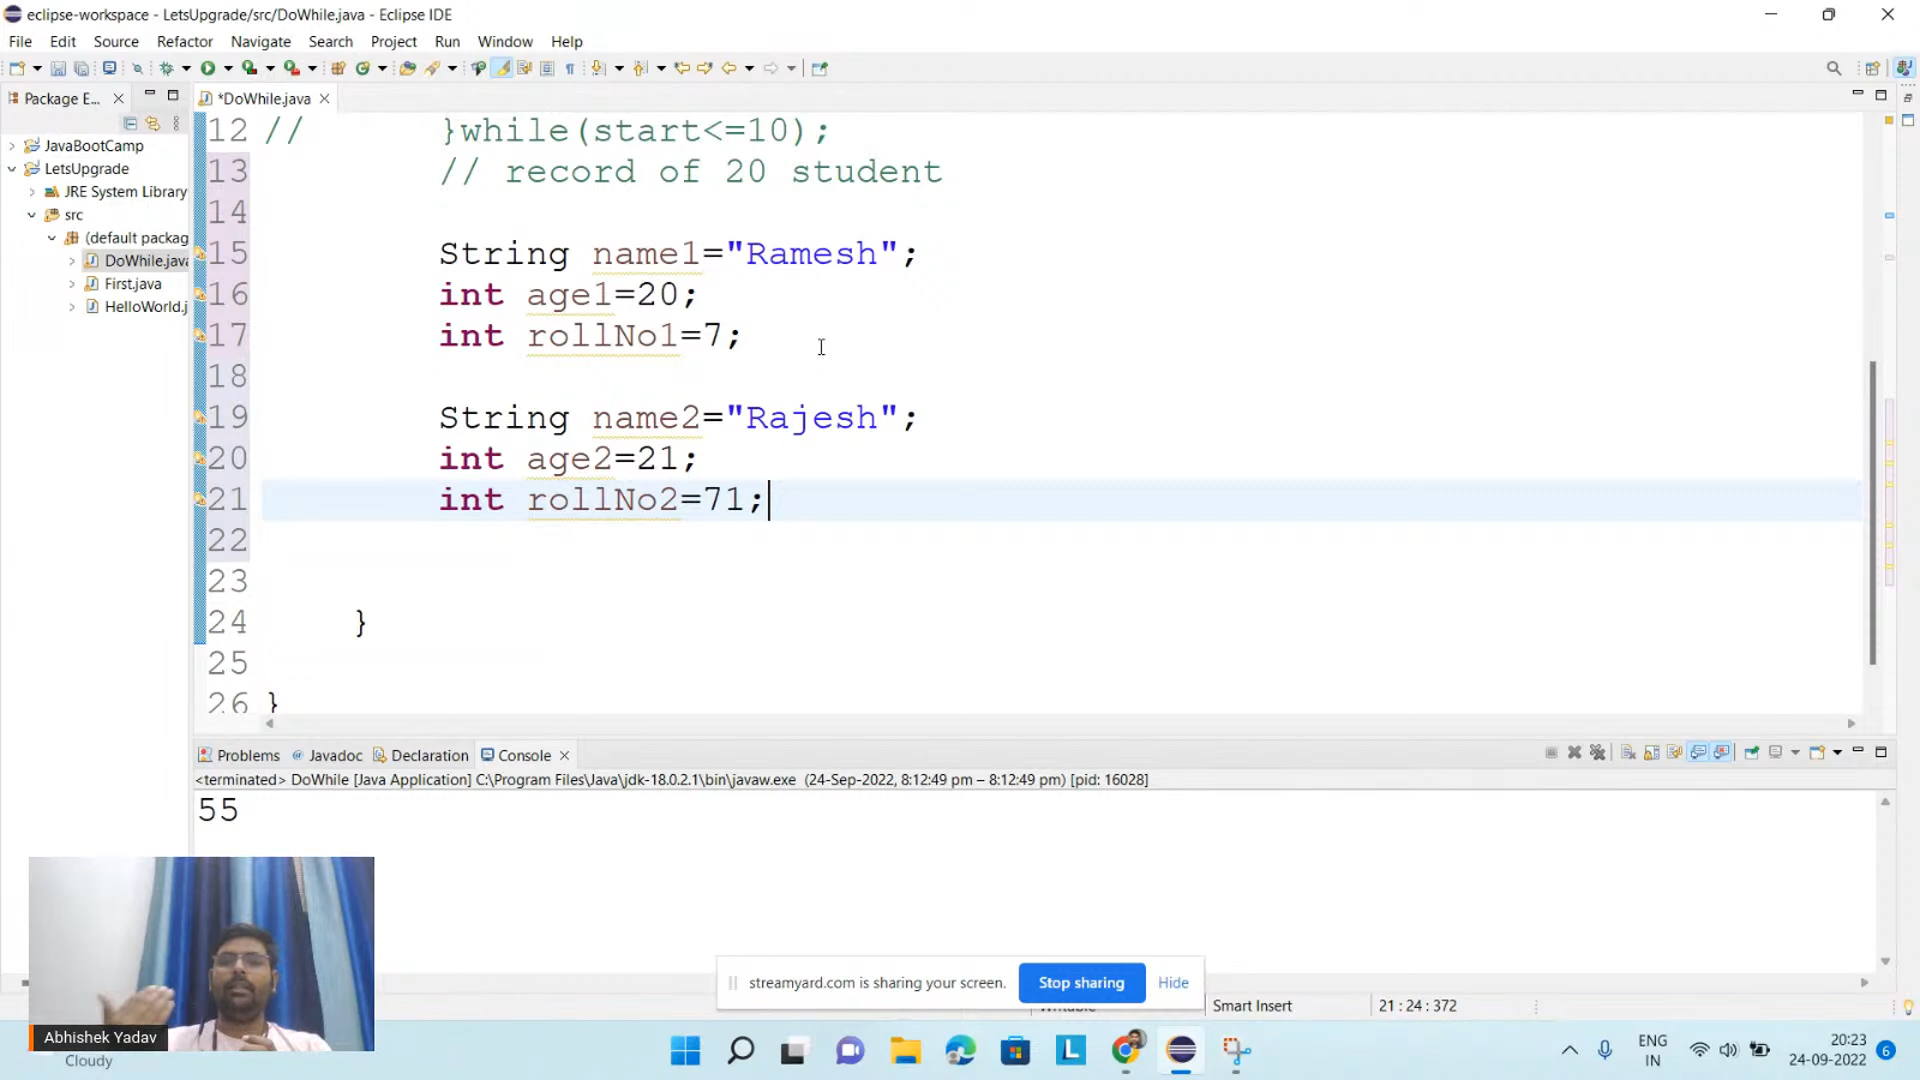 eclipse-workspace - LetsUpgrade/src/DoWhile.java - Eclipse IDE
File Edit Source Refactor Navigate Search Project Run Window Help
Package E...
*DoWhile.java
JavaBootCamp
LetsUpgrade
JRE System Library
src
(default packag
DoWhile.java
First.java
HelloWorld.j
12 // }while(start<=10);
13 // record of 20 student
14
15 String name1="Ramesh";
16 int age1=20;
17 int rollNo1=7;
18
19 String name2="Rajesh";
20 int age2=21;
21 int rollNo2=71;
22
23
24 }
25
26 }
Problems Javadoc Declaration Console
<terminated> DoWhile [Java Application] C:\Program Files\Java\jdk-18.0.2.1\bin\javaw.exe (24-Sep-2022, 8:12:49 pm – 8:12:49 pm) [pid: 16028]
55
streamyard.com is sharing your screen. Stop sharing Hide
Writable Smart Insert 21 : 24 : 372
Abhishek Yadav
Cloudy
ENG
IN
20:23
24-09-2022
6